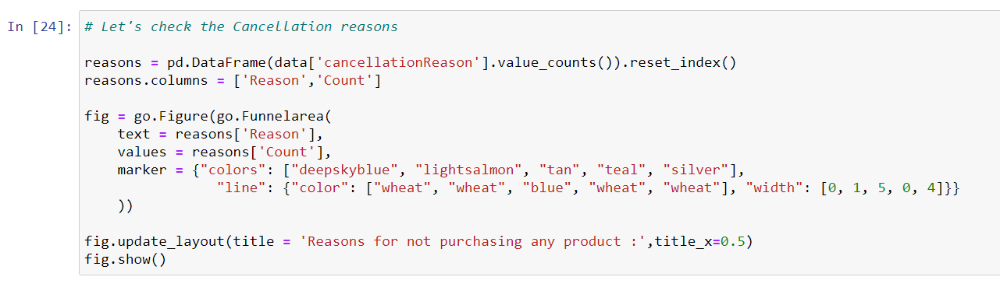 In [24]: # Let's check the Cancellation reasons
reasons = pd.DataFrame(data['cancellationReason'].value_counts()).reset_index()
reasons.columns = ['Reason','Count']
fig = go.Figure(go.Funnelarea(
    text = reasons['Reason'],
    values = reasons['Count'],
    marker = {"colors": ["deepskyblue", "lightsalmon", "tan", "teal", "silver"],
                "line": {"color": ["wheat", "wheat", "blue", "wheat", "wheat"], "width": [0, 1, 5, 0, 4]}}
    ))
fig.update_layout(title = 'Reasons for not purchasing any product :',title_x=0.5)
fig.show()